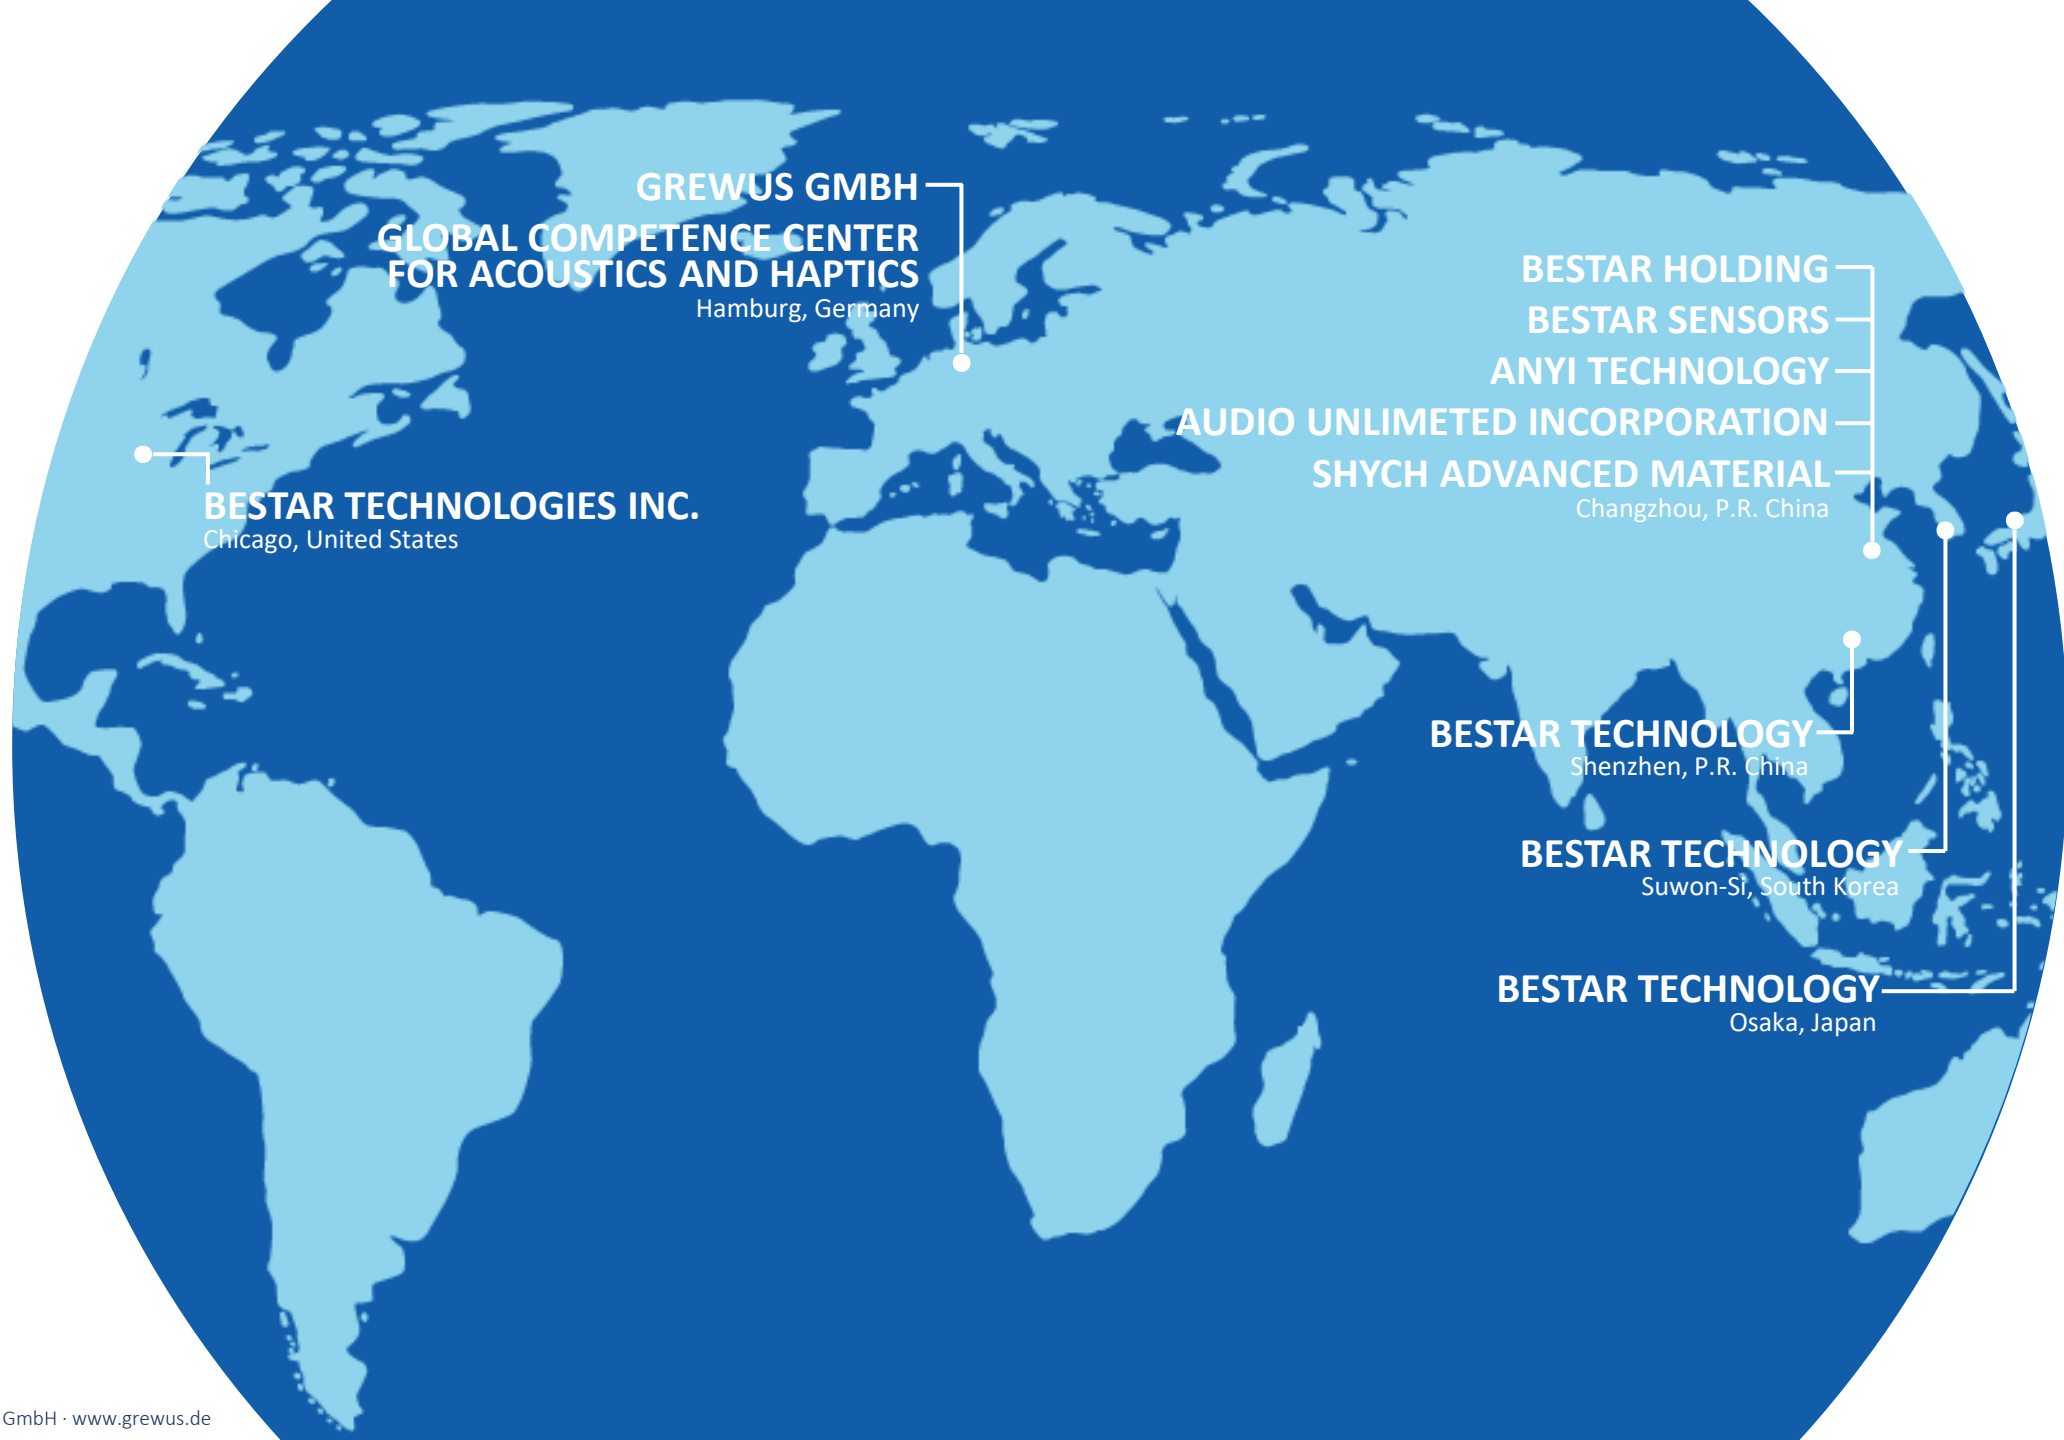 GREWUS GMBH
GLOBAL COMPETENCE CENTER
FOR ACOUSTICS AND HAPTICS
Hamburg, Germany
BESTAR HOLDING
BESTAR SENSORS
ANYI TECHNOLOGY
AUDIO UNLIMETED INCORPORATION
SHYCH ADVANCED MATERIAL
Changzhou, P.R. China
BESTAR TECHNOLOGIES INC.
Chicago, United States
BESTAR TECHNOLOGY
Shenzhen, P.R. China
BESTAR TECHNOLOGY
Suwon-Si, South Korea
BESTAR TECHNOLOGY
Osaka, Japan
GmbH · www.grewus.de